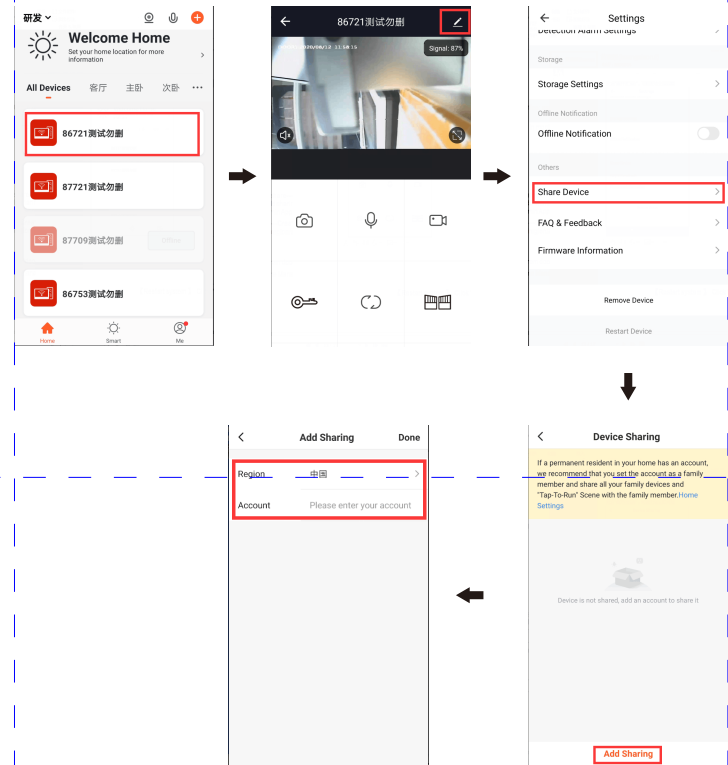 研发
Welcome Home
Set your home location for more
information
All Devices 客厅 主卧 次卧
86721测试勿删
87721测试勿删
87709测试勿删
86753测试勿删
Home Smart Me
86721测试勿删
Signal: 87%
Settings
Detection Alarm Settings
Storage
Storage Settings
Offline Notification
Offline Notification
Others
Share Device
FAQ & Feedback
Firmware Information
Remove Device
Restart Device
Device Sharing
If a permanent resident in your home has an account,
we recommend that you set the account as a family
member and share all your family devices and
"Tap-To-Run" Scene with the family member.Home
Settings
Device is not shared, add an account to share it
Add Sharing
Add Sharing Done
Region 中国
Account Please enter your account